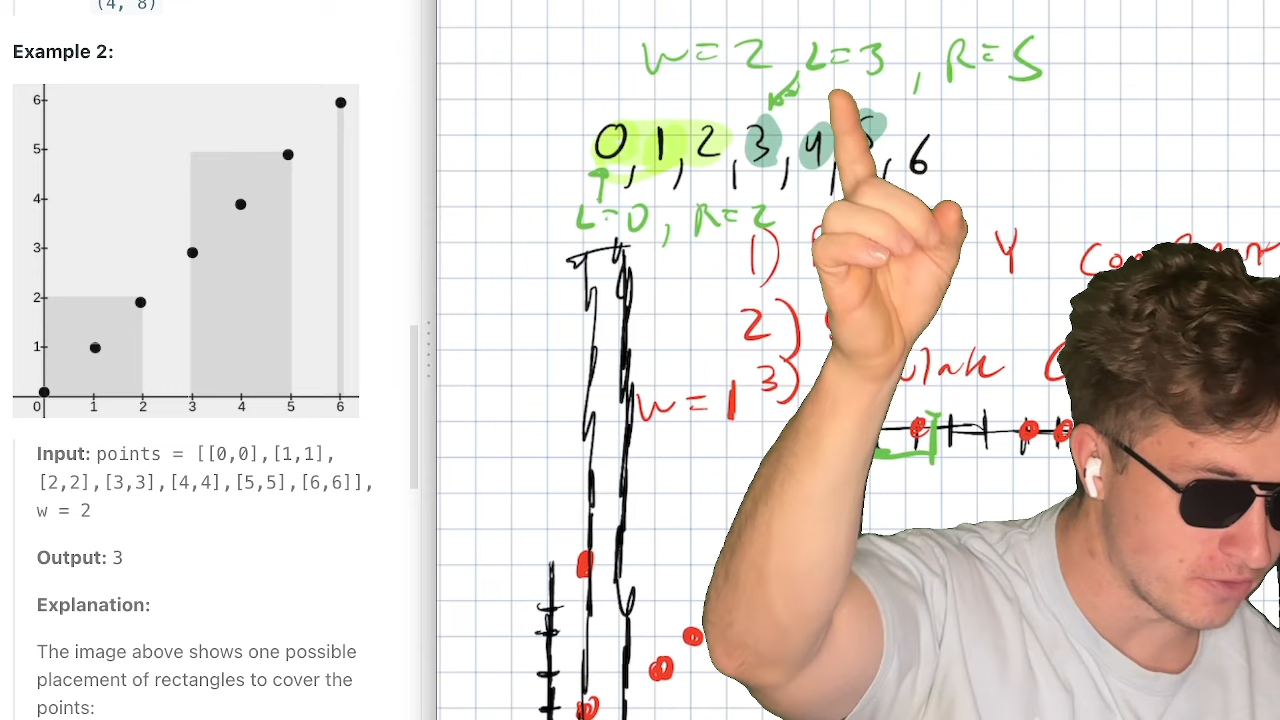 (4, 8)
Example 2:
6
5
4
3
2
1
0 1 2 3 4 5 6
Input: points = [[0,0],[1,1],
[2,2],[3,3],[4,4],[5,5],[6,6]],
w = 2
Output: 3
Explanation:
The image above shows one possible
placement of rectangles to cover the
points:
W = 2, L = 3, R = 5
0, 1, 2, 3, 4, 5, 6
L = 0, R = 2
1) Y
2)
3)
W = 1